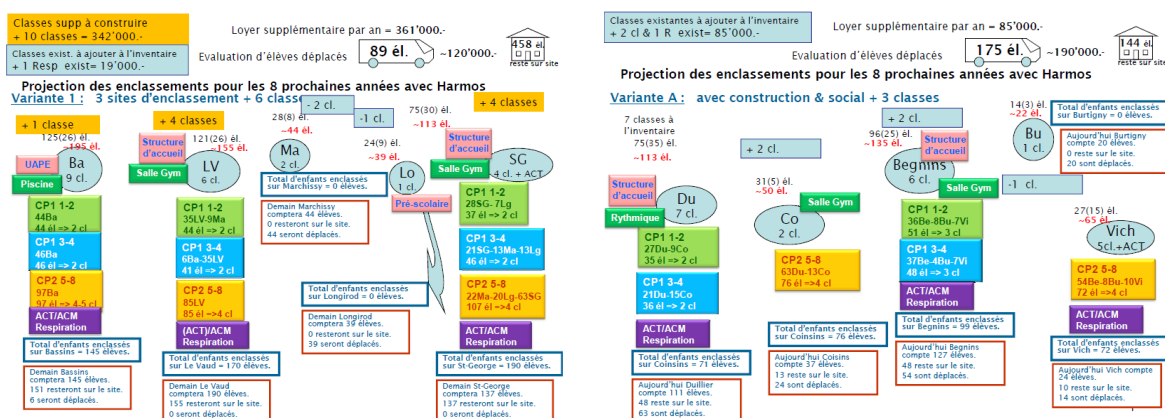 Classes supp à construire
+ 10 classes = 342'000.-
Classes exist. à ajouter à l'inventaire
+ 1 Resp exist= 19'000.-
Loyer supplémentaire par an = 361'000.-
Evaluation d'élèves déplacés
89 él.
~120'000.-
458 él.
reste sur site
Projection des enclassements pour les 8 prochaines années avec Harmos
Variante 1 : 3 sites d'enclassement + 6 classe
+ 1 classe
125(26) él.
~195 él.
UAPE
Piscine
Ba
9 cl.
CP1 1-2
44Ba
44 él => 2 cl
CP1 3-4
46Ba
46 él => 2 cl
CP2 5-8
97Ba
97 él => 4-5 cl
ACT/ACM
Respiration
Total d'enfants enclassés
sur Bassins = 145 élèves.
Demain Bassins
comptera 145 élèves.
151 resteront sur le site.
6 seront déplacés.
+ 4 classes
121(26) él.
~155 él.
Structure
d'accueil
Salle Gym
LV
6 cl.
CP1 1-2
35LV-9Ma
44 él => 2 cl
CP1 3-4
6Ba-35LV
41 él => 2 cl
CP2 5-8
85LV
85 él =>4 cl
(ACT)/ACM
Respiration
Total d'enfants enclassés
sur Le Vaud = 170 élèves.
Demain Le Vaud
comptera 190 élèves.
155 resteront sur le site.
0 seront déplacés.
- 2 cl.
28(8) él.
~44 él.
Ma
2 cl.
Total d'enfants enclassés
sur Marchissy = 0 élèves.
Demain Marchissy
comptera 44 élèves.
0 resteront sur le site.
44 seront déplacés.
-1 cl.
24(9) él.
~39 él.
Lo
1 cl.
Pré-scolaire
Total d'enfants enclassés
sur Longirod = 0 élèves.
Demain Longirod
comptera 39 élèves.
0 resteront sur le site.
39 seront déplacés.
+ 4 classes
75(30) él.
~113 él.
Structure
d'accueil
Salle Gym
SG
4 cl. + ACT
CP1 1-2
28SG- 7Lg
37 él => 2 cl
CP1 3-4
21SG-13Ma-13Lg
46 él => 2 cl
CP2 5-8
22Ma-20Lg-63SG
107 él =>4 cl
ACT/ACM
Respiration
Total d'enfants enclassés
sur St-George = 190 élèves.
Demain St-George
comptera 137 élèves.
137 resteront sur le site.
0 seront déplacés.
Classes existantes à ajouter à l'inventaire
+ 2 cl & 1 R exist= 85'000.-
Loyer supplémentaire par an = 85'000.-
Evaluation d'élèves déplacés
175 él.
~190'000.-
144 él.
reste sur site
Projection des enclassements pour les 8 prochaines années avec Harmos
Variante A : avec construction & social + 3 classes
7 classes à
l'inventaire
75(35) él.
~113 él.
Structure
d'accueil
Rythmique
Du
7 cl.
CP1 1-2
27Du-9Co
35 él => 2 cl
CP1 3-4
21Du-15Co
36 él => 2 cl
ACT/ACM
Respiration
Total d'enfants enclassés
sur Coinsins = 71 élèves.
Aujourd'hui Duillier
compte 111 élèves.
48 reste sur le site.
63 sont déplacés.
+ 2 cl.
31(5) él.
~50 él.
Salle Gym
Co
2 cl.
CP2 5-8
63Du-13Co
76 él =>4 cl
Total d'enfants enclassés
sur Coinsins = 76 élèves.
Aujourd'hui Coisins
compte 37 élèves.
13 reste sur le site.
24 sont déplacés.
+ 2 cl.
96(25) él.
~135 él.
Structure
d'accueil
Salle Gym
Begnins
6 cl.
CP1 1-2
36Be-8Bu-7Vi
51 él => 3 cl
CP1 3-4
37Be-4Bu-7Vi
48 él => 3 cl
ACT/ACM
Respiration
Total d'enfants enclassés
sur Begnins = 99 élèves.
Aujourd'hui Begnins
compte 127 élèves.
48 reste sur le site.
54 sont déplacés.
14(3) él.
~22 él.
Bu
1 cl.
-1 cl.
Total d'enfants enclassés
sur Burtigny = 0 élèves.
Aujourd'hui Burtigny
compte 20 élèves.
0 reste sur le site.
20 sont déplacés.
27(15) él.
~65 él.
Salle Gym
Vich
5cl.+ACT
CP2 5-8
54Be-8Bu-10Vi
72 él =>4 cl
ACT/ACM
Respiration
Total d'enfants enclassés
sur Vich = 72 élèves.
Aujourd'hui Vich compte
24 élèves.
10 reste sur le site.
14 sont déplacés.